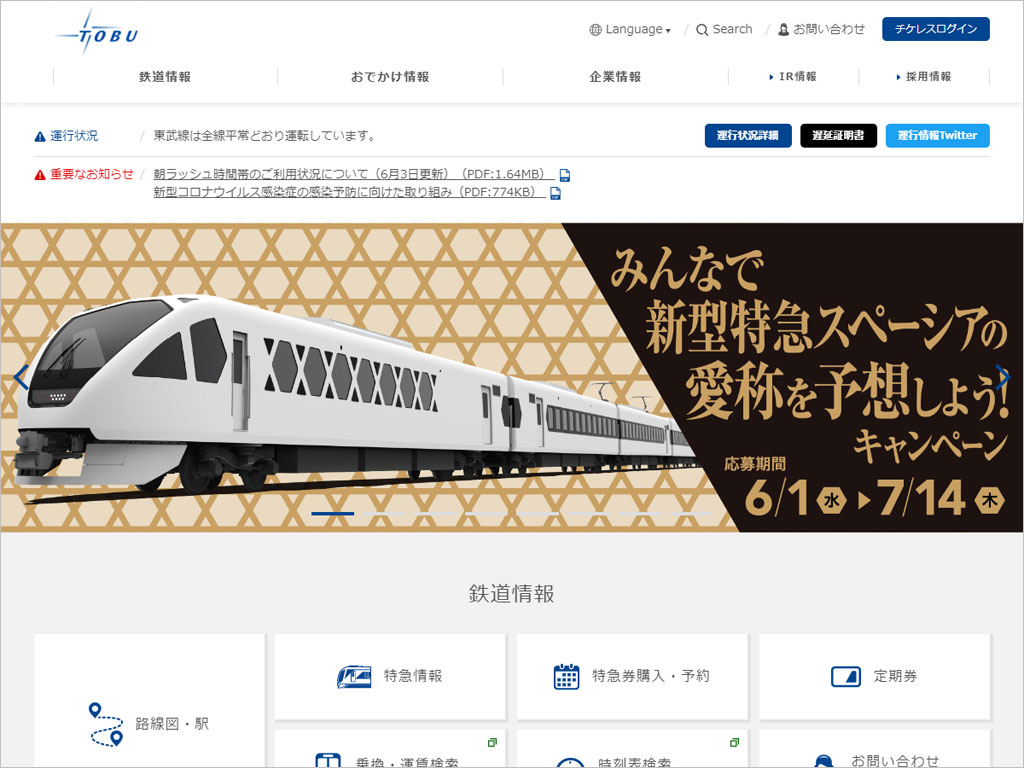 TOBU
Language
Search
お問い合わせ
チケレスログイン
鉄道情報
おでかけ情報
企業情報
IR情報
採用情報
運行状況 / 東武線は全線平常どおり運転しています。
運行状況詳細
遅延証明書
運行情報Twitter
重要なお知らせ / 朝ラッシュ時間帯のご利用状況について（6月3日更新）（PDF:1.64MB）
新型コロナウイルス感染症の感染予防に向けた取り組み（PDF:774KB）
みんなで
新型特急スペーシアの
愛称を予想しよう!
キャンペーン
応募期間
6/1水▶7/14木
鉄道情報
路線図・駅
特急情報
特急券購入・予約
定期券
乗換・運賃検索
時刻表検索
お問い合わせ